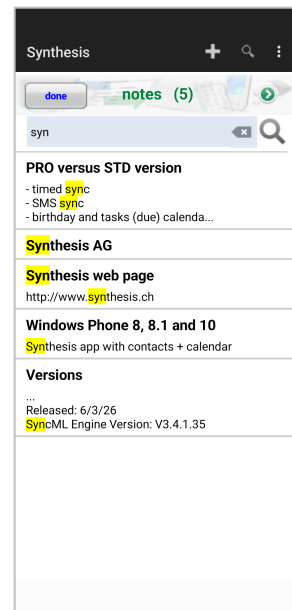 Synthesis
done
notes (5)
syn
PRO versus STD version
- timed sync
- SMS sync
- birthday and tasks (due) calenda...
Synthesis AG
Synthesis web page
http://www.synthesis.ch
Windows Phone 8, 8.1 and 10
Synthesis app with contacts + calendar
Versions
...
Released: 6/3/26
SyncML Engine Version: V3.4.1.35